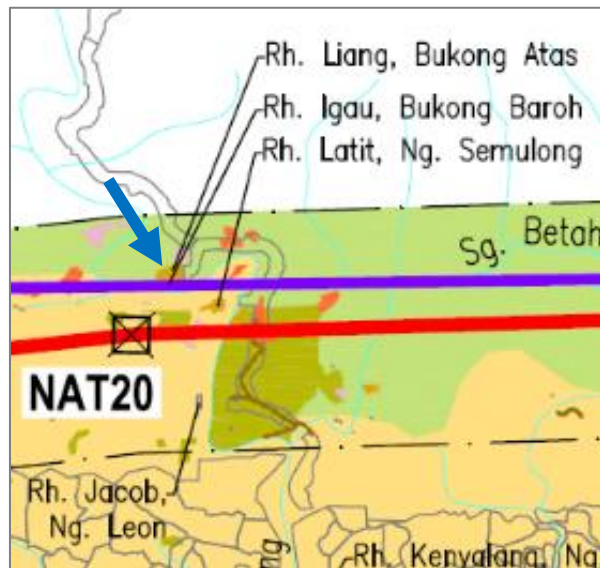 Rh. Liang, Bukong Atas
Rh. Igau, Bukong Baroh
Rh. Latit, Ng. Semulong
Sg. Betah
NAT20
Rh. Jacob,
Ng. Leon
ng
Rh. Kenyalang, Ng